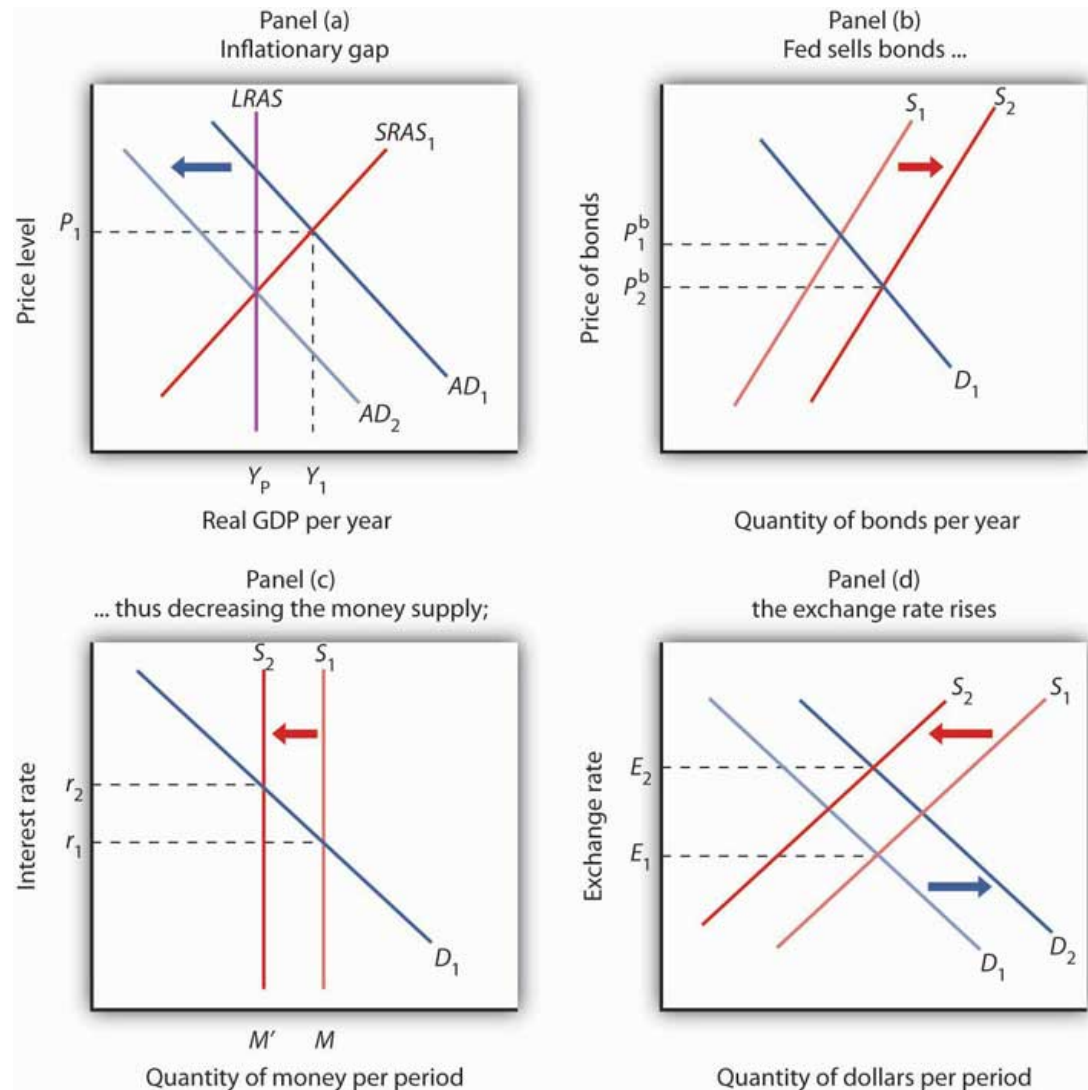 Panel (a)
Inflationary gap
LRAS
SRAS₁
P₁
Price level
AD₁
AD₂
Y_P Y₁
Real GDP per year
Panel (b)
Fed sells bonds ...
S₁ S₂
Price of bonds
P₁ᵇ
P₂ᵇ
D₁
Quantity of bonds per year
Panel (c)
... thus decreasing the money supply;
S₂ S₁
Interest rate
r₂
r₁
D₁
M′ M
Quantity of money per period
Panel (d)
the exchange rate rises
S₂ S₁
Exchange rate
E₂
E₁
D₁ D₂
Quantity of dollars per period